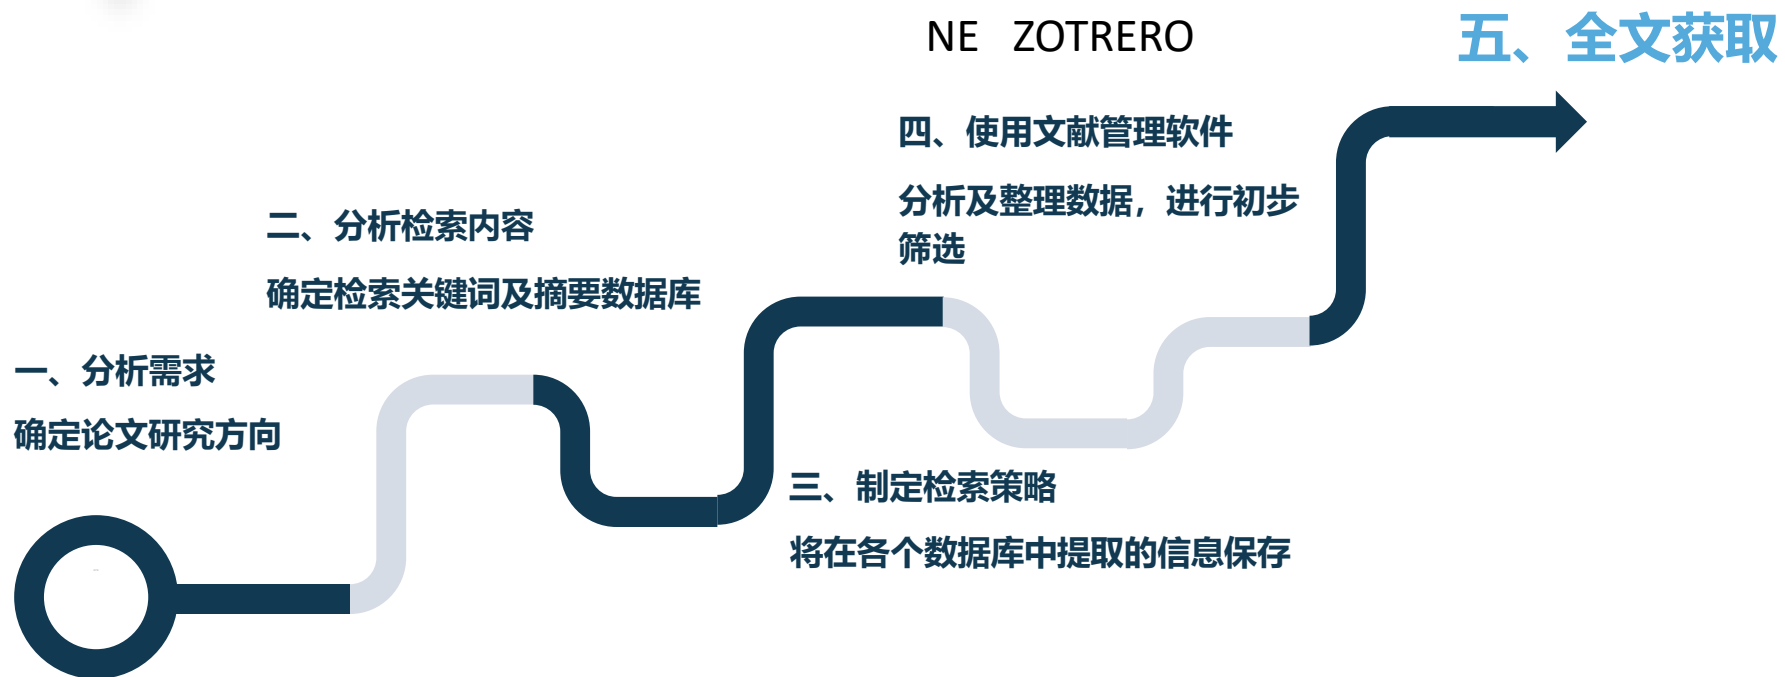 NE ZOTRERO
五、全文获取
四、使用文献管理软件
分析及整理数据，进行初步
筛选
二、分析检索内容
确定检索关键词及摘要数据库
一、分析需求
确定论文研究方向
三、制定检索策略
将在各个数据库中提取的信息保存